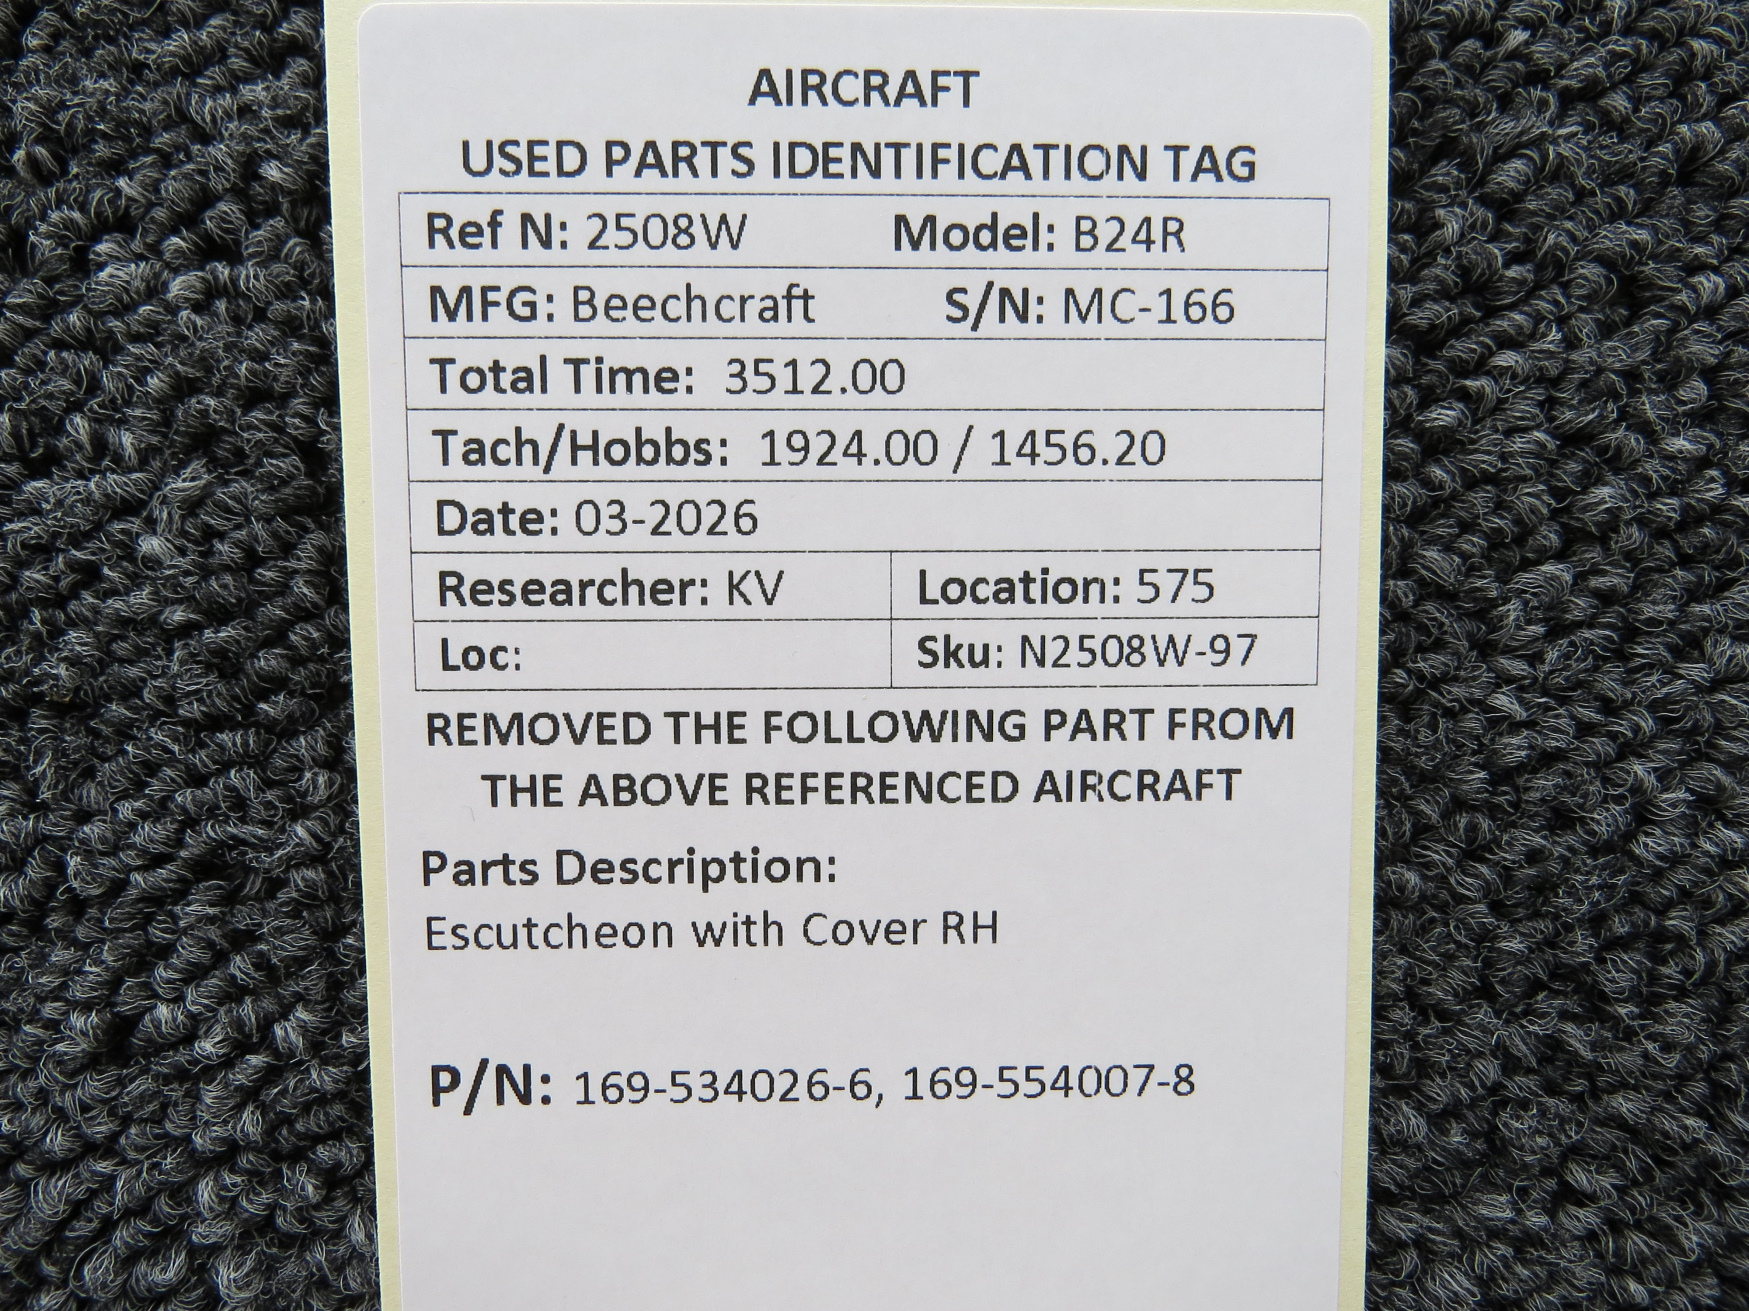 AIRCRAFT
USED PARTS IDENTIFICATION TAG
Ref N: 2508W Model: B24R
MFG: Beechcraft S/N: MC-166
Total Time: 3512.00
Tach/Hobbs: 1924.00 / 1456.20
Date: 03-2026
Researcher: KV Location: 575
Loc: Sku: N2508W-97
REMOVED THE FOLLOWING PART FROM
THE ABOVE REFERENCED AIRCRAFT
Parts Description:
Escutcheon with Cover RH
P/N: 169-534026-6, 169-554007-8